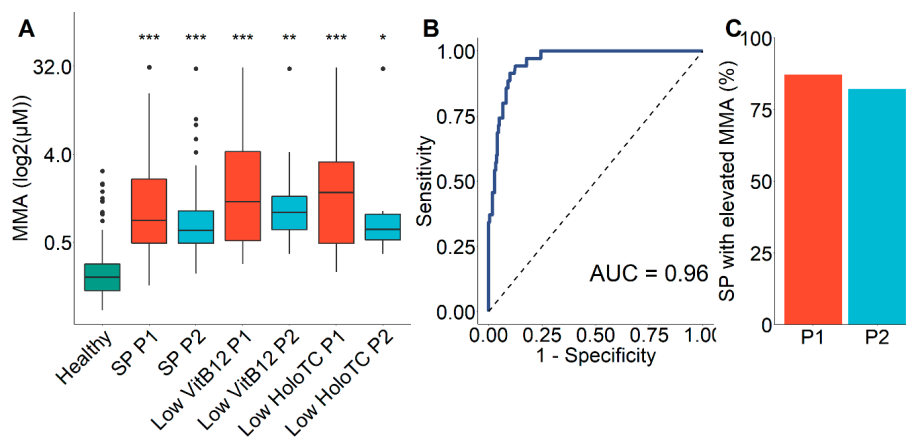 A
MMA (log2(µM))
32.0
4.0
0.5
*** *** *** ** *** *
Healthy
SP P1
SP P2
Low VitB12 P1
Low VitB12 P2
Low HoloTC P1
Low HoloTC P2
B
Sensitivity
1.00
0.75
0.50
0.25
0.00
AUC = 0.96
0.00 0.25 0.50 0.75 1.00
1 - Specificity
C
SP with elevated MMA (%)
100
75
50
25
0
P1 P2